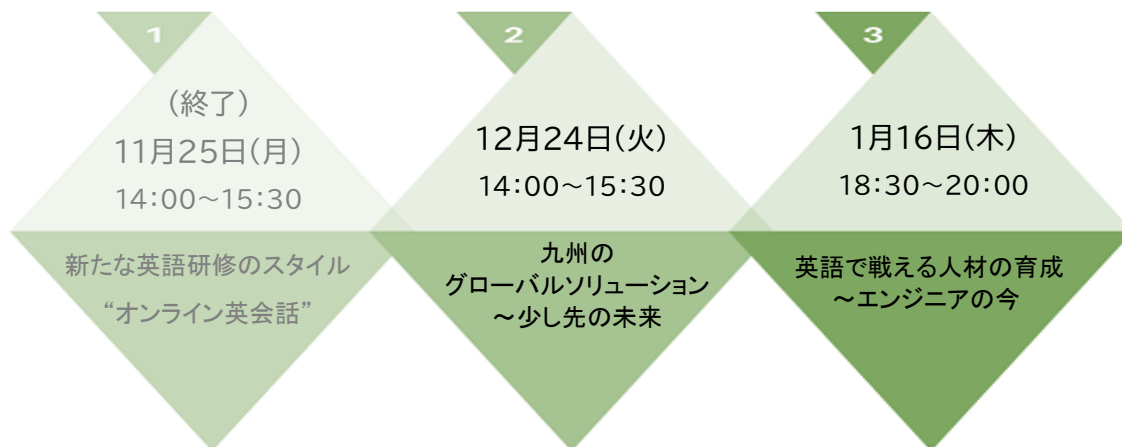 1
(終了)
11月25日(月)
14:00~15:30
新たな英語研修のスタイル
“オンライン英会話”
2
12月24日(火)
14:00~15:30
九州の
グローバルソリューション
~少し先の未来
3
1月16日(木)
18:30~20:00
英語で戦える人材の育成
~エンジニアの今